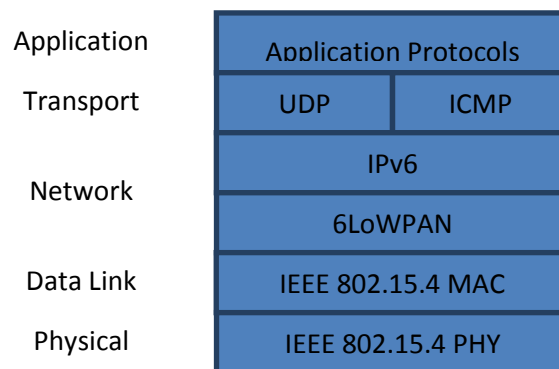 Application Application Protocols
Transport UDP ICMP
Network IPv6
6LoWPAN
Data Link IEEE 802.15.4 MAC
Physical IEEE 802.15.4 PHY